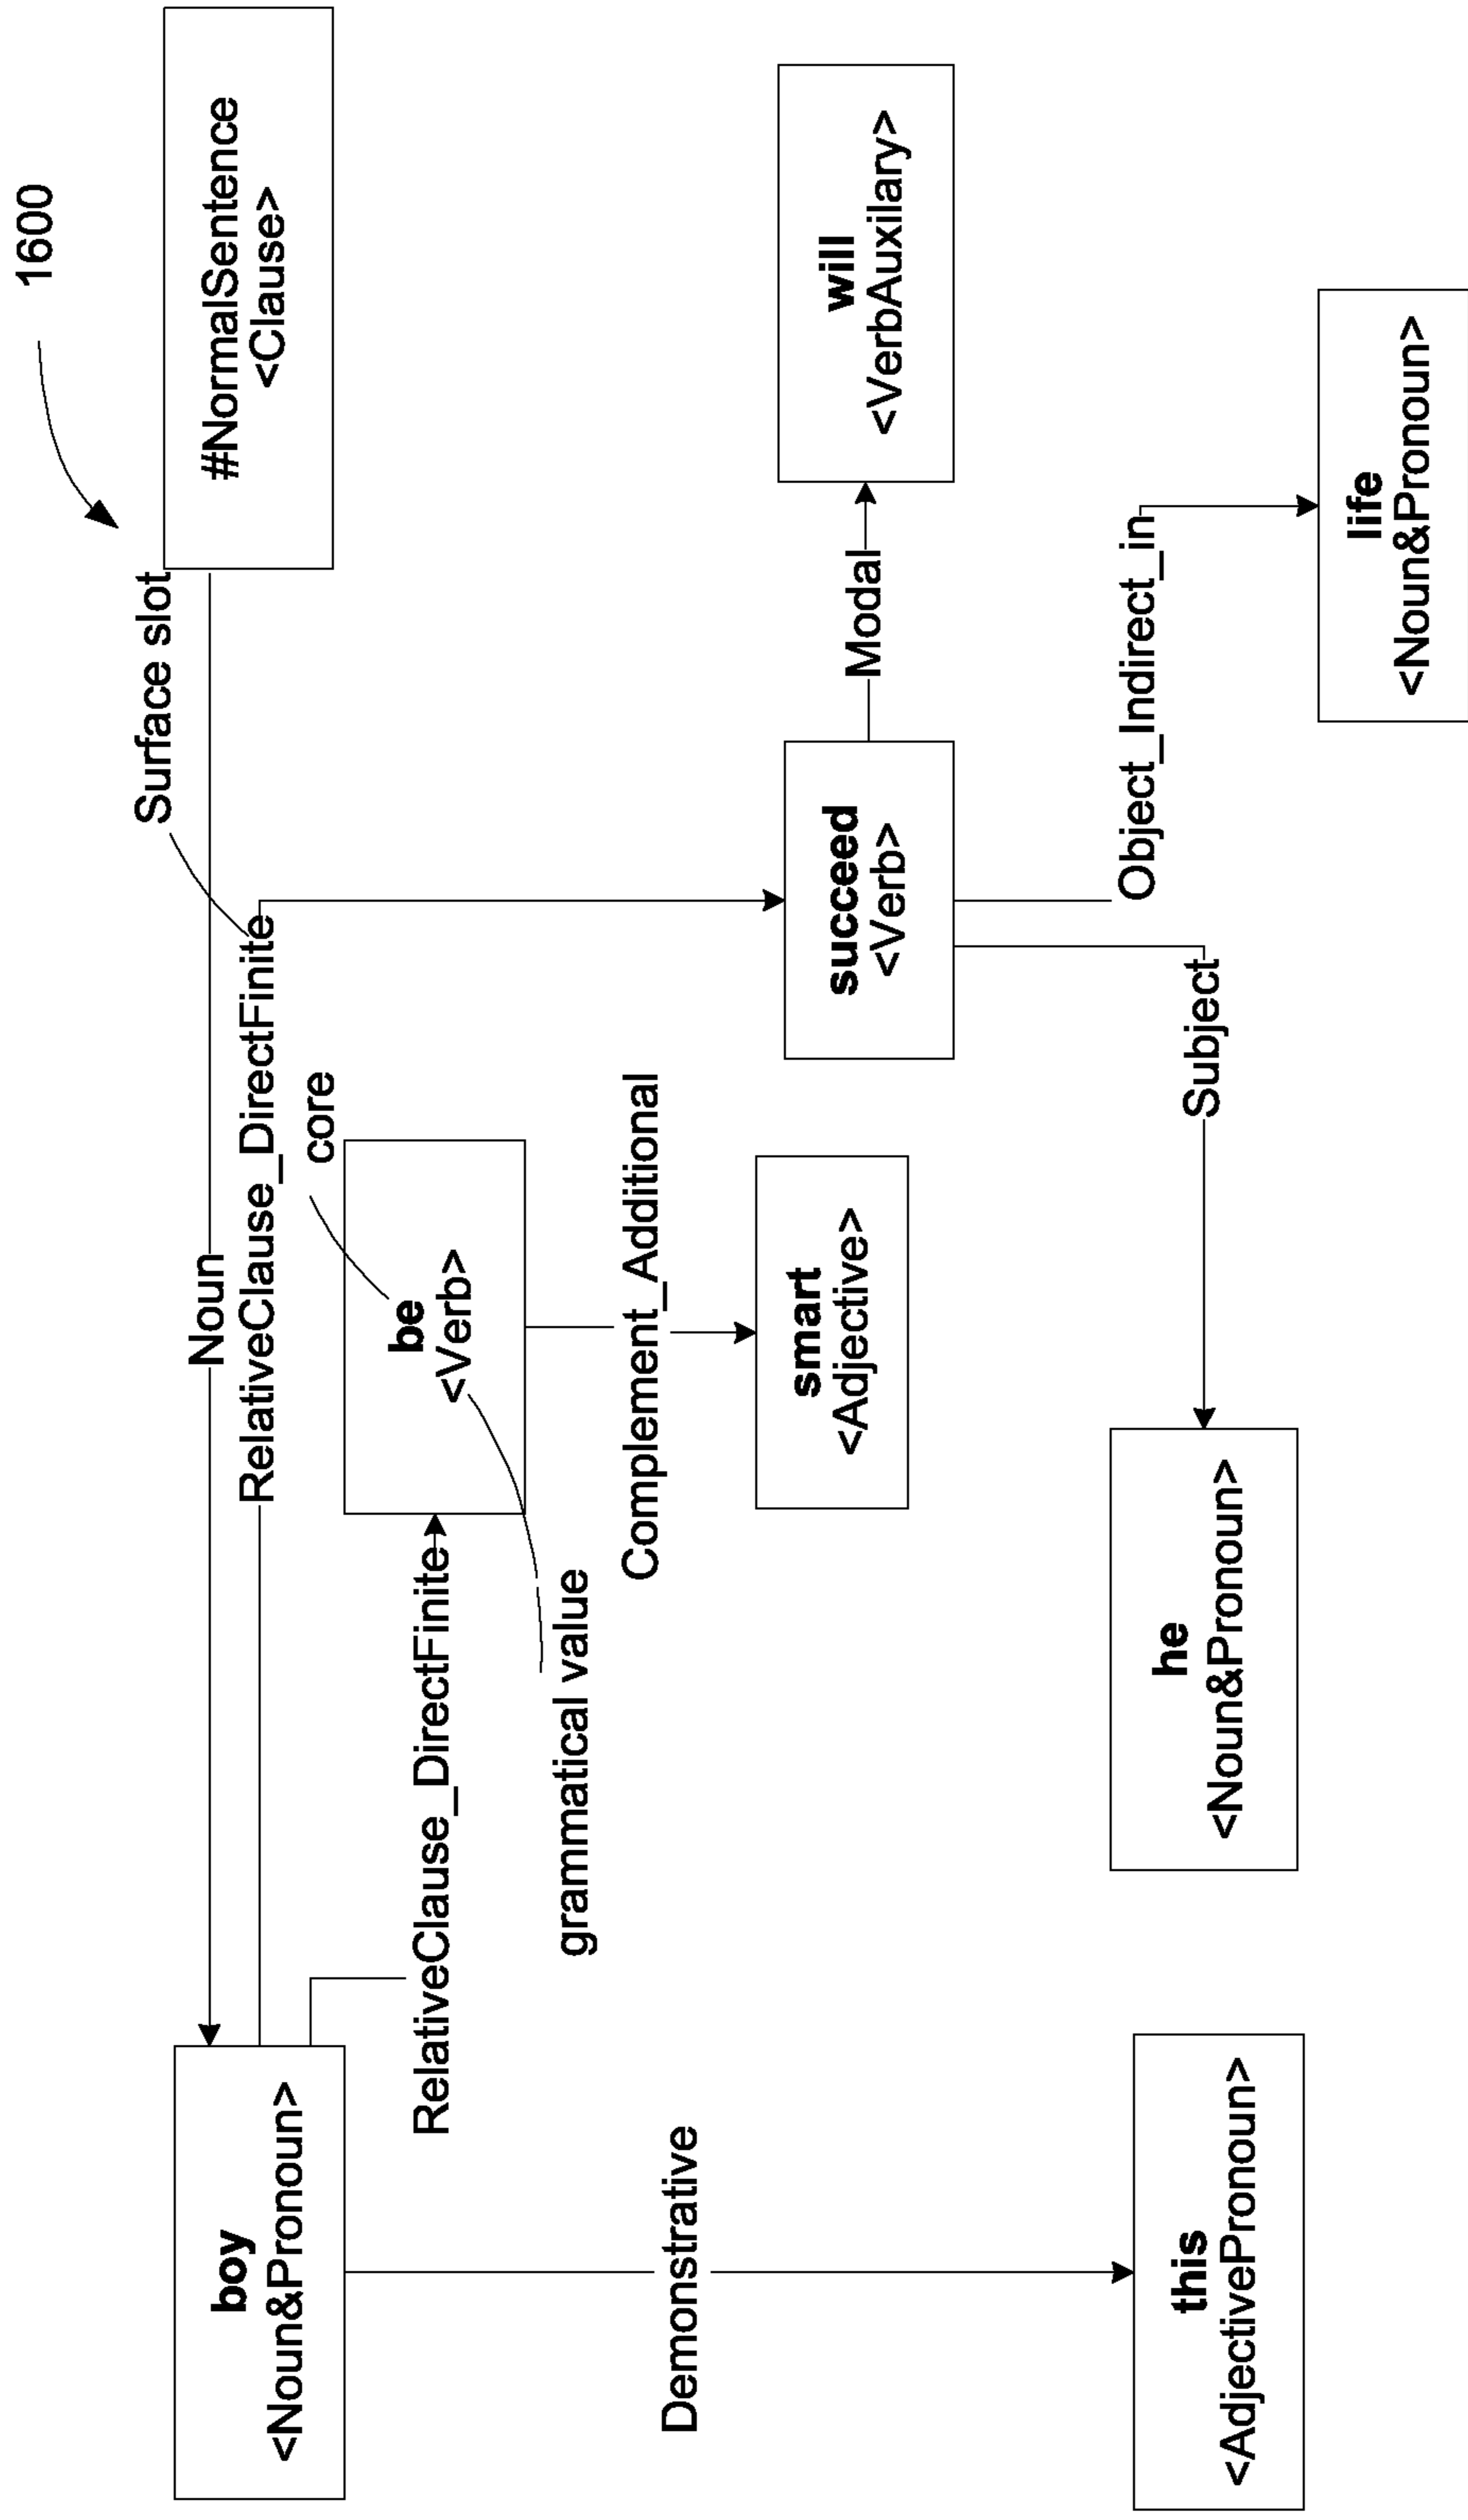 1600
#NormalSentence
<Clause>
Surface slot
Noun
RelativeClause_DirectFinite
boy
<Noun&Pronoun>
core
be
<Verb>
RelativeClause_DirectFinite
grammatical value
Complement_Additional
Demonstrative
smart
<Adjective>
succeed
<Verb>
Modal
will
<VerbAuxilary>
Object_Indirect_in
Subject
this
<AdjectivePronoun>
he
<Noun&Pronoun>
life
<Noun&Pronoun>